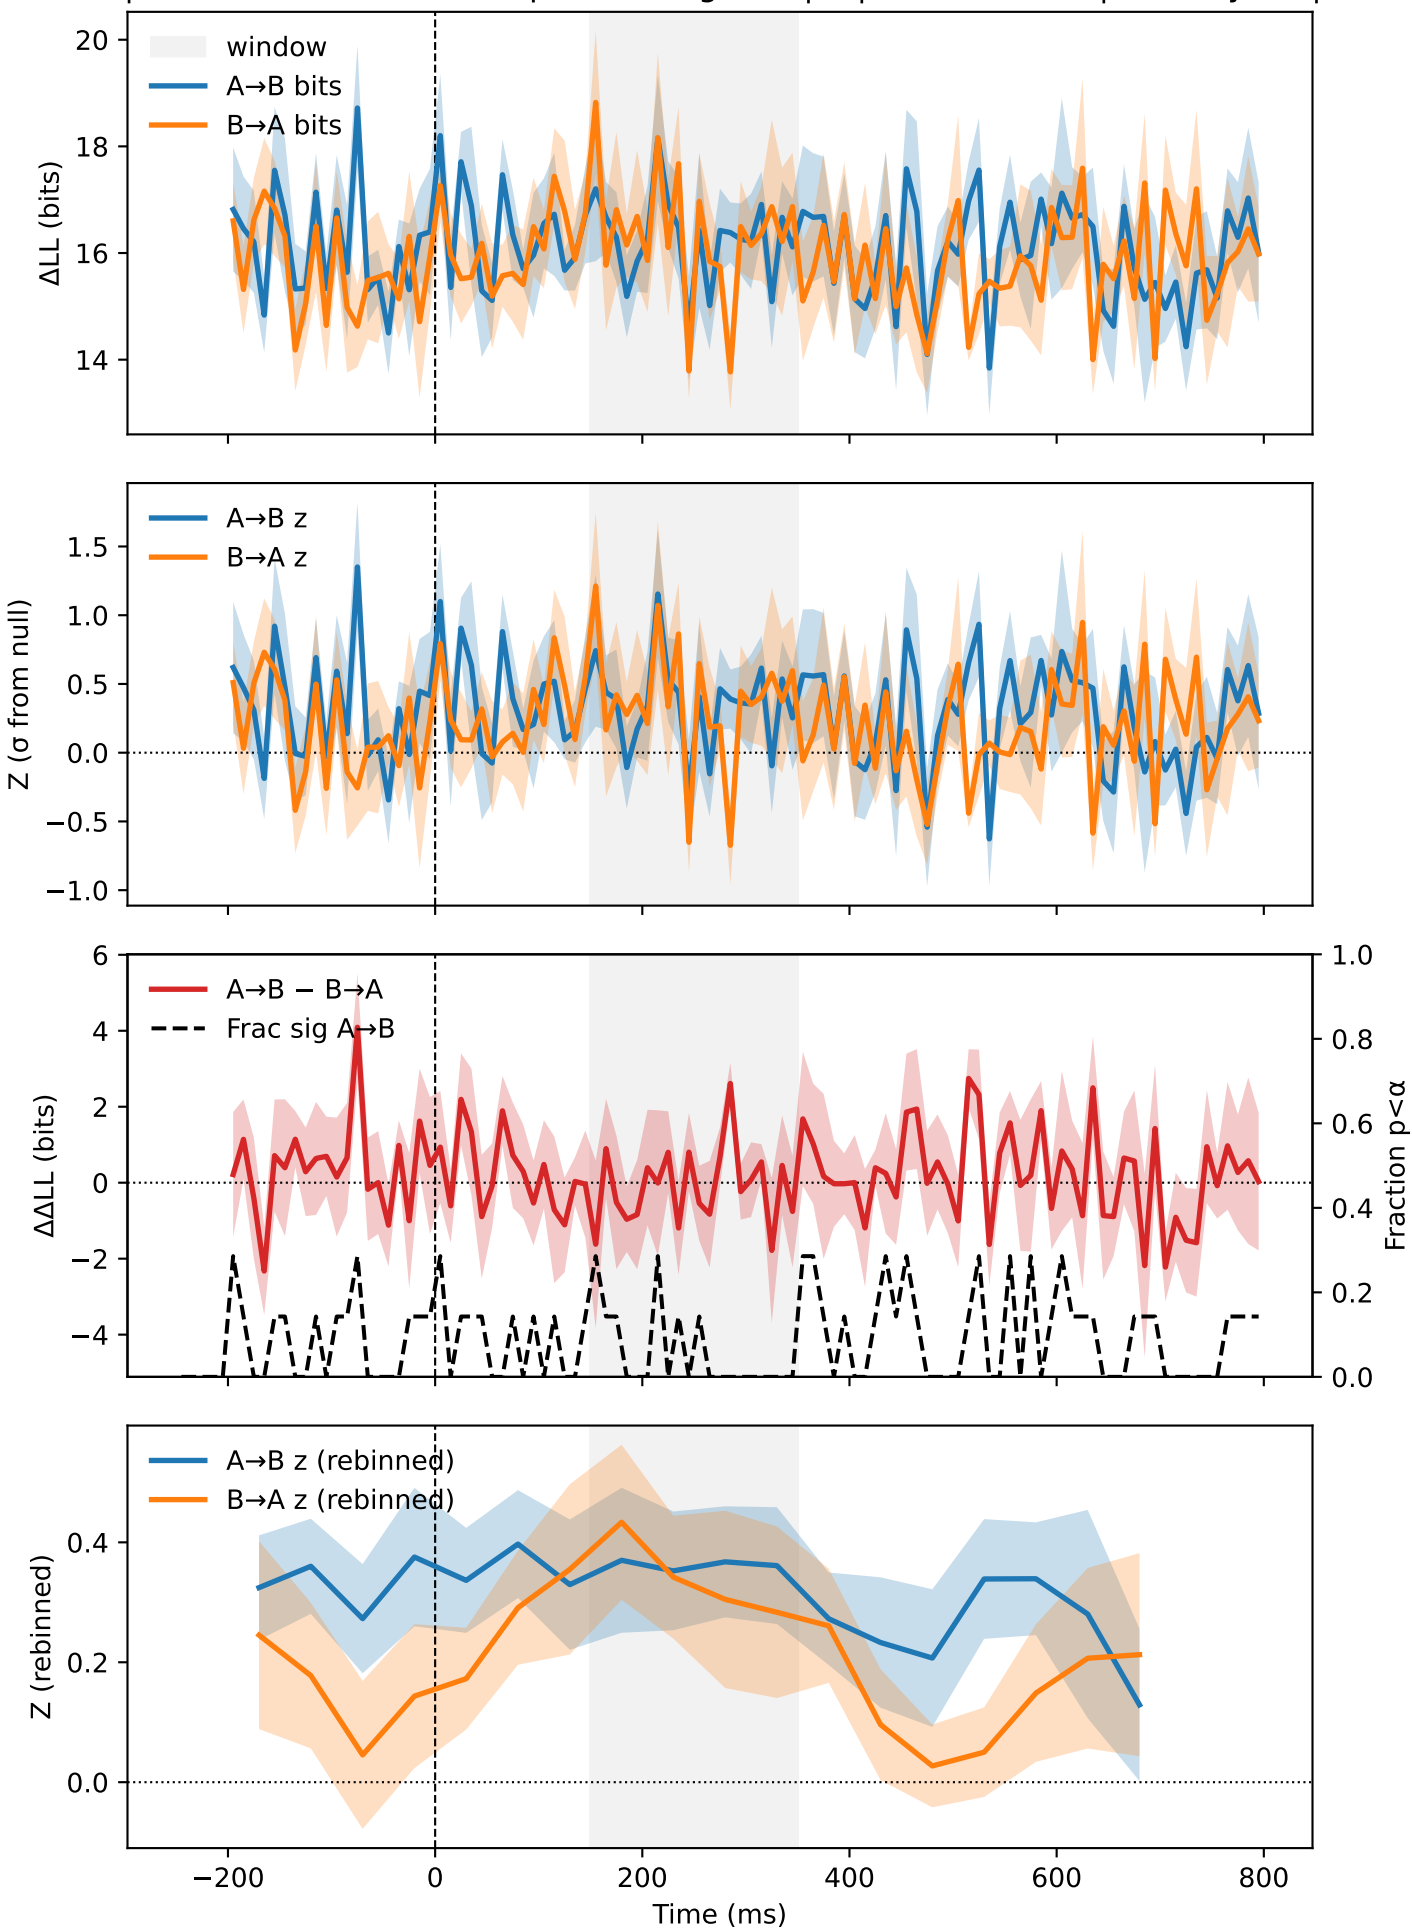 20
18
16
14
ΔLL (bits)
window
A→B bits
B→A bits
1.5
1.0
0.5
0.0
−0.5
−1.0
Z (σ from null)
A→B z
B→A z
6
4
2
0
−2
−4
ΔΔLL (bits)
A→B − B→A
Frac sig A→B
1.0
0.8
0.6
0.4
0.2
0.0
Fraction p<α
0.4
0.2
0.0
Z (rebinned)
A→B z (rebinned)
B→A z (rebinned)
−200 0 200 400 600 800
Time (ms)